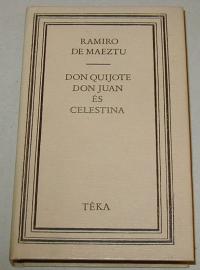 RAMIRO
DE MAEZTU
DON QUIJOTE
DON JUAN
ÉS
CELESTINA
TÉKA